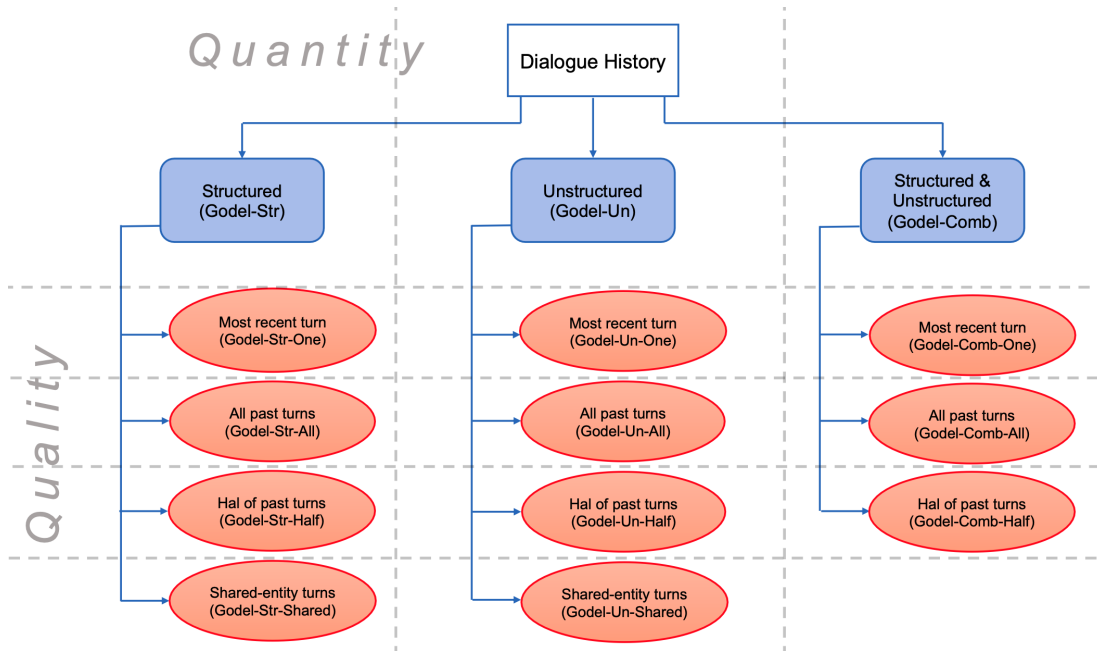 Quantity
Dialogue History
Structured
(Godel-Str)
Unstructured
(Godel-Un)
Structured &
Unstructured
(Godel-Comb)
Quality
Most recent turn
(Godel-Str-One)
Most recent turn
(Godel-Un-One)
Most recent turn
(Godel-Comb-One)
All past turns
(Godel-Str-All)
All past turns
(Godel-Un-All)
All past turns
(Godel-Comb-All)
Hal of past turns
(Godel-Str-Half)
Hal of past turns
(Godel-Un-Half)
Hal of past turns
(Godel-Comb-Half)
Shared-entity turns
(Godel-Str-Shared)
Shared-entity turns
(Godel-Un-Shared)